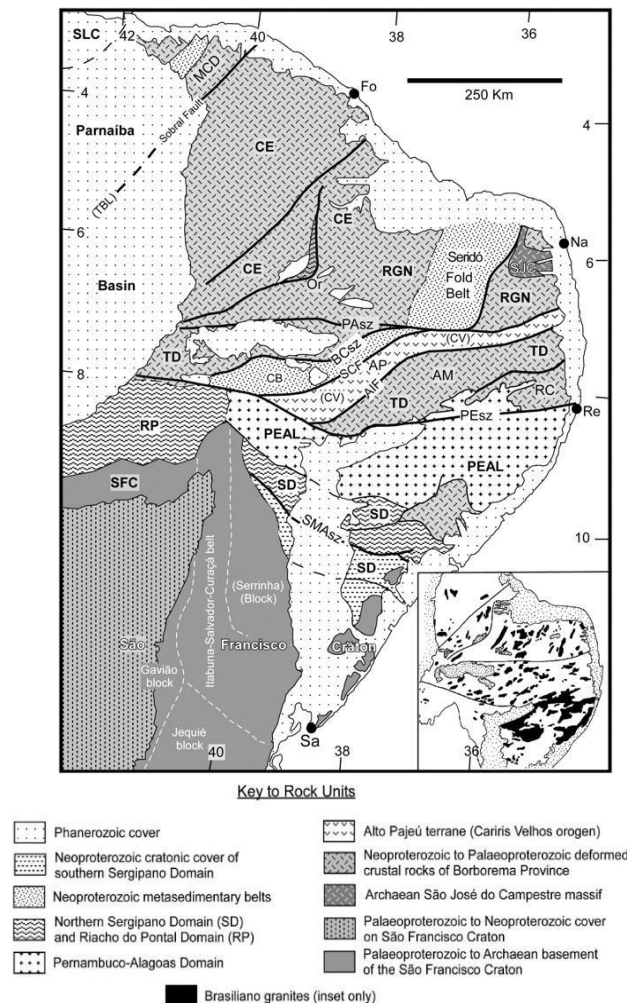 42
40
38
36
SLC
MCD
4
Sobral Fault
Fo
250 Km
4
Parnaíba
CE
(TBL)
CE
6
CE
Or
RGN
Seridó
Fold
Belt
SJC
Na
6
RGN
Basin
PAsz
(CV)
TD
BCsz
SCF
AP
TD
CB
AM
8
(CV)
AIF
TD
RC
PEsz
Re
RP
PEAL
PEAL
SFC
SD
SD
SMAsz
10
SD
Itabuna-Salvador-Curaçá belt
(Serrinha)
(Block)
São
Francisco
Craton
Gavião
block
Jequié
block
Sa
40
38
36
Key to Rock Units
Phanerozoic cover
Neoproterozoic cratonic cover of
southern Sergipano Domain
Neoproterozoic metasedimentary belts
Northern Sergipano Domain (SD)
and Riacho do Pontal Domain (RP)
Pernambuco-Alagoas Domain
Alto Pajeú terrane (Cariris Velhos orogen)
Neoproterozoic to Palaeoproterozoic deformed
crustal rocks of Borborema Province
Archaean São José do Campestre massif
Palaeoproterozoic to Neoproterozoic cover
on São Francisco Craton
Palaeoproterozoic to Archaean basement
of the São Francisco Craton
Brasiliano granites (inset only)